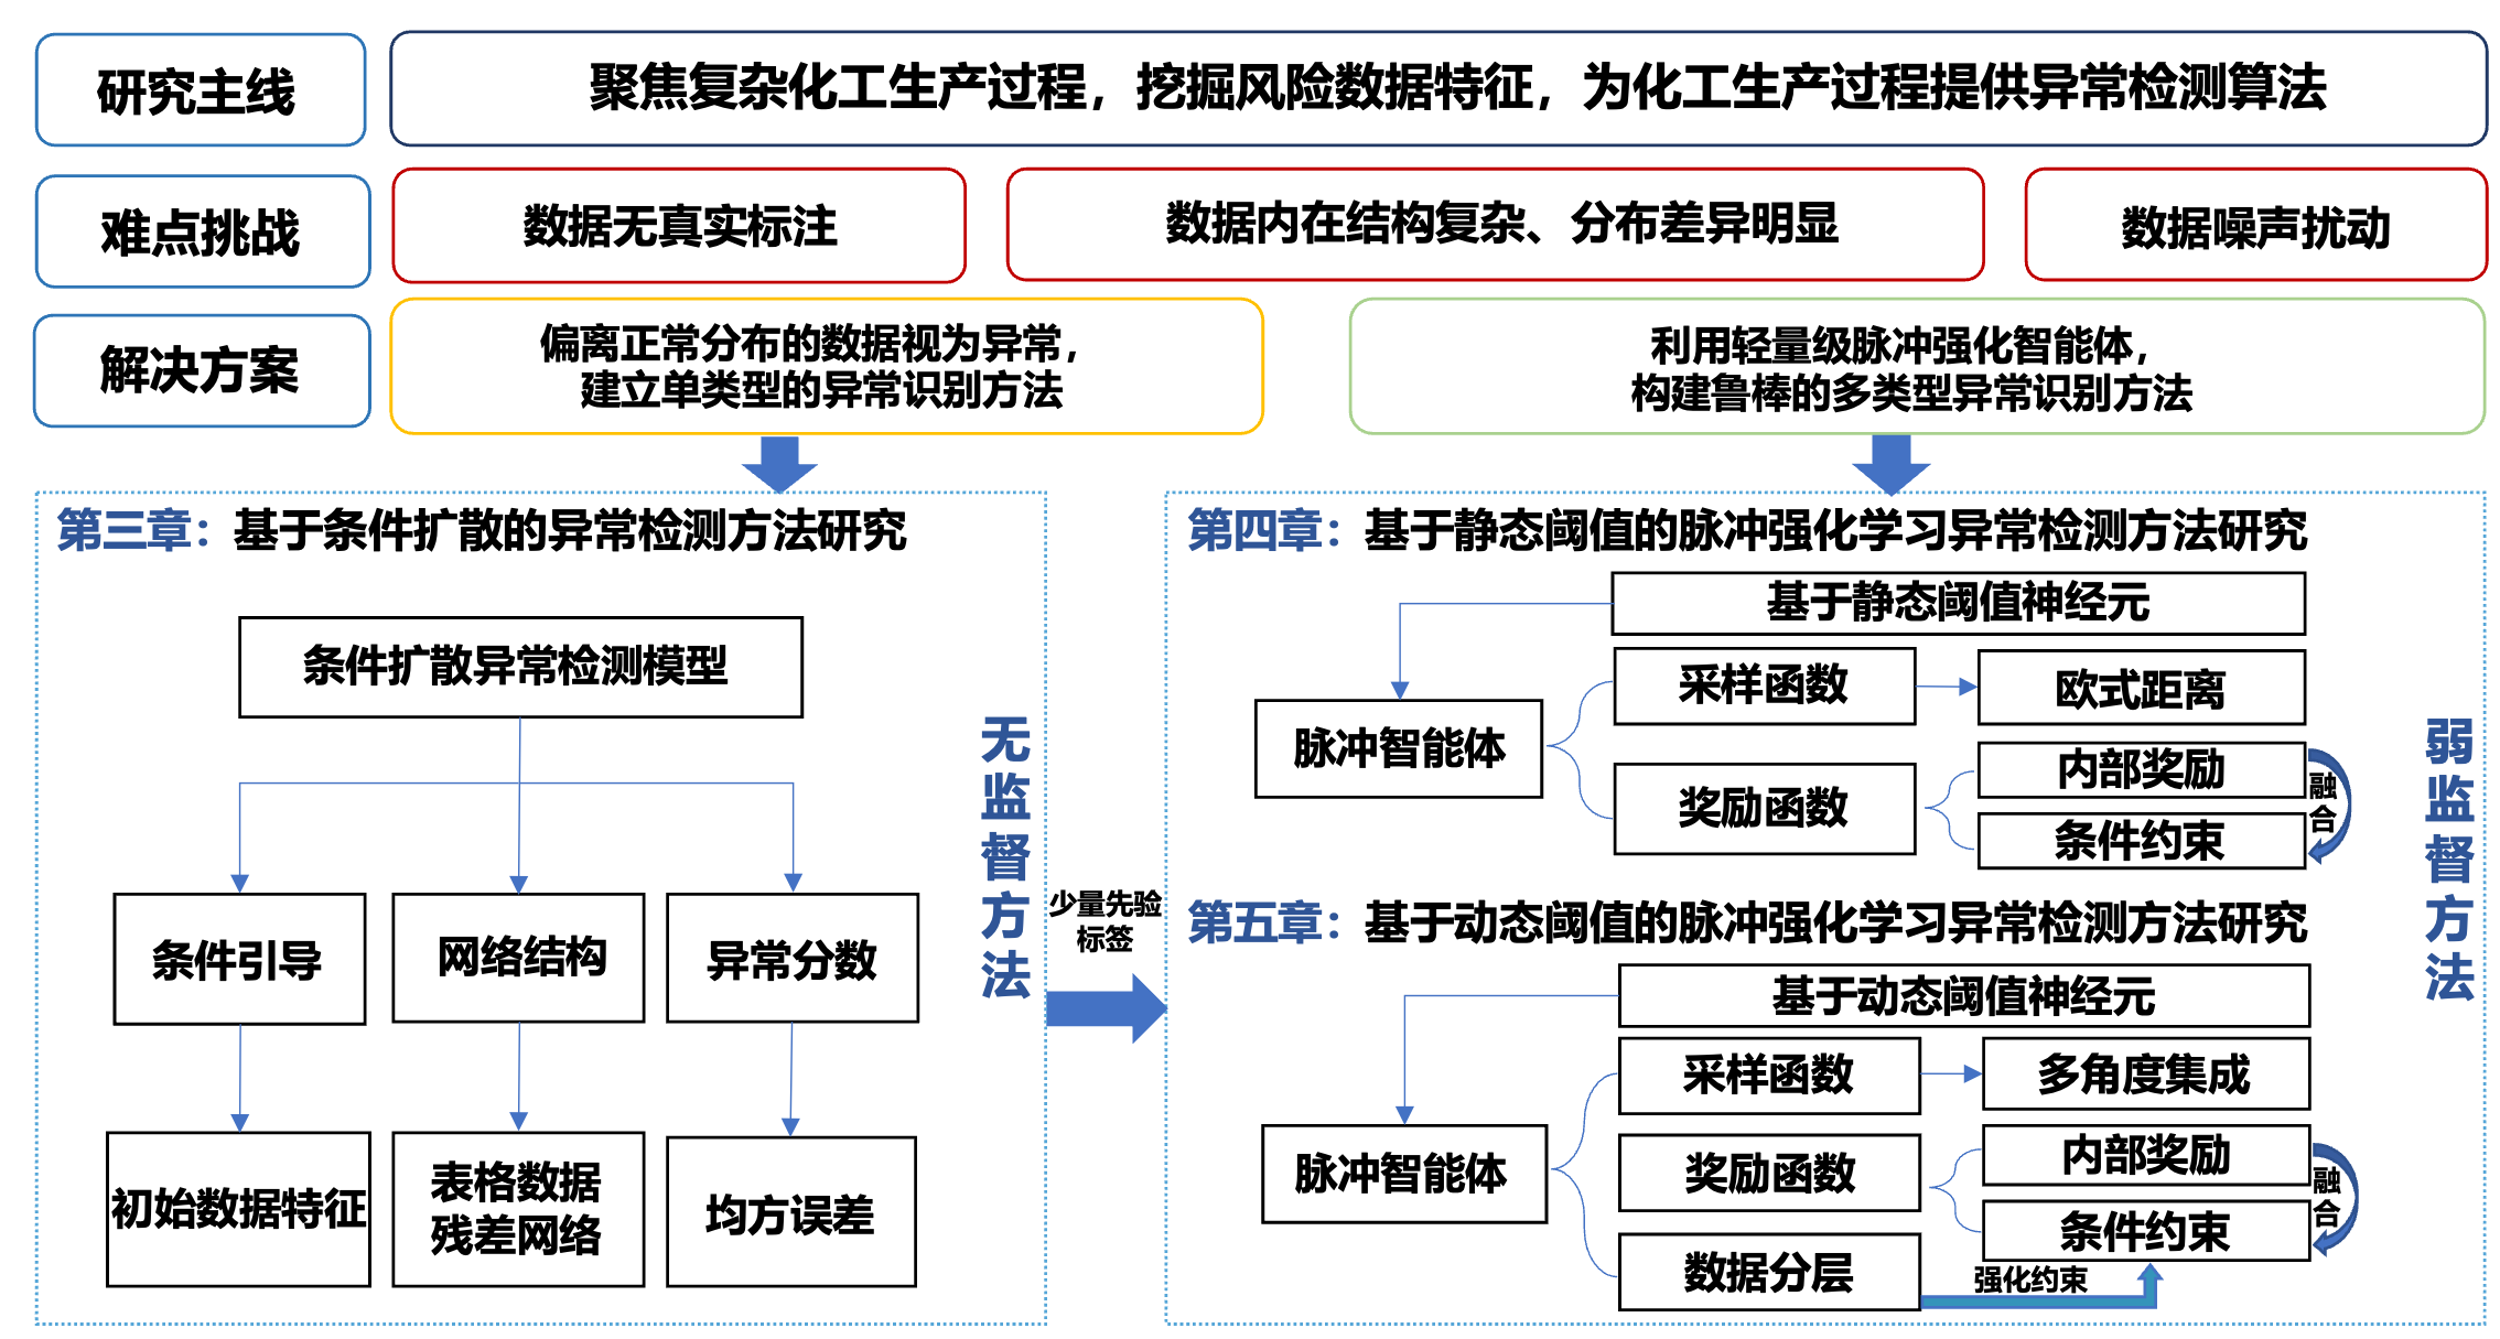 研究主线
聚焦复杂化工生产过程，挖掘风险数据特征，为化工生产过程提供异常检测算法
难点挑战
数据无真实标注
数据内在结构复杂、分布差异明显
数据噪声扰动
解决方案
偏离正常分布的数据视为异常，
建立单类型的异常识别方法
利用轻量级脉冲强化智能体，
构建鲁棒的多类型异常识别方法
第三章：基于条件扩散的异常检测方法研究
条件扩散异常检测模型
条件引导
网络结构
异常分数
初始数据特征
表格数据
残差网络
均方误差
无监督方法
少量先验
标签
第四章：基于静态阈值的脉冲强化学习异常检测方法研究
基于静态阈值神经元
脉冲智能体
采样函数
欧式距离
奖励函数
内部奖励
条件约束
融合
第五章：基于动态阈值的脉冲强化学习异常检测方法研究
基于动态阈值神经元
脉冲智能体
采样函数
多角度集成
奖励函数
内部奖励
条件约束
融合
数据分层
强化约束
弱监督方法